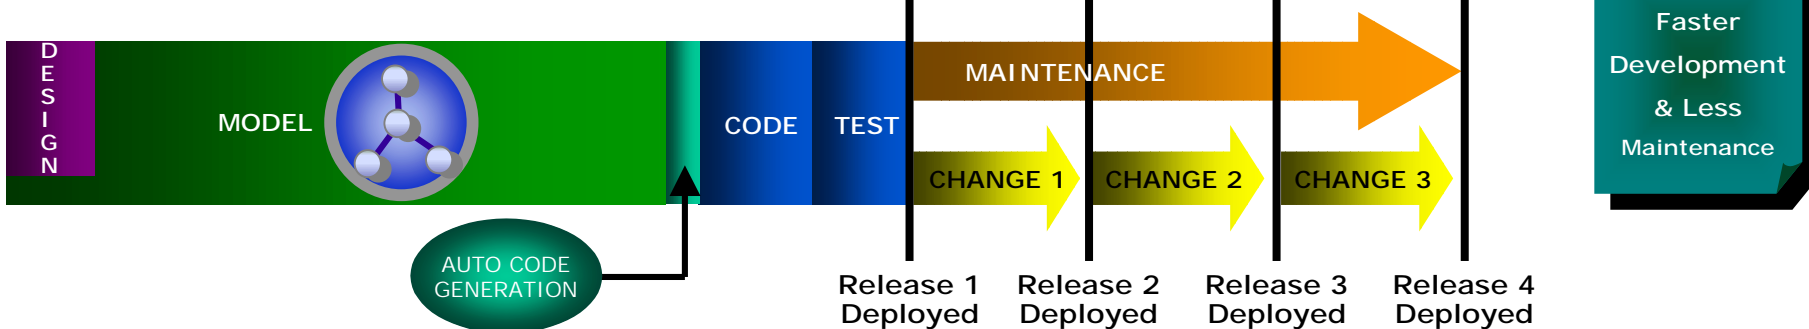 D
E
S
I
G
N
MODEL
CODE
TEST
MAINTENANCE
CHANGE 1
CHANGE 2
CHANGE 3
AUTO CODE
GENERATION
Release 1
Deployed
Release 2
Deployed
Release 3
Deployed
Release 4
Deployed
Faster
Development
& Less
Maintenance